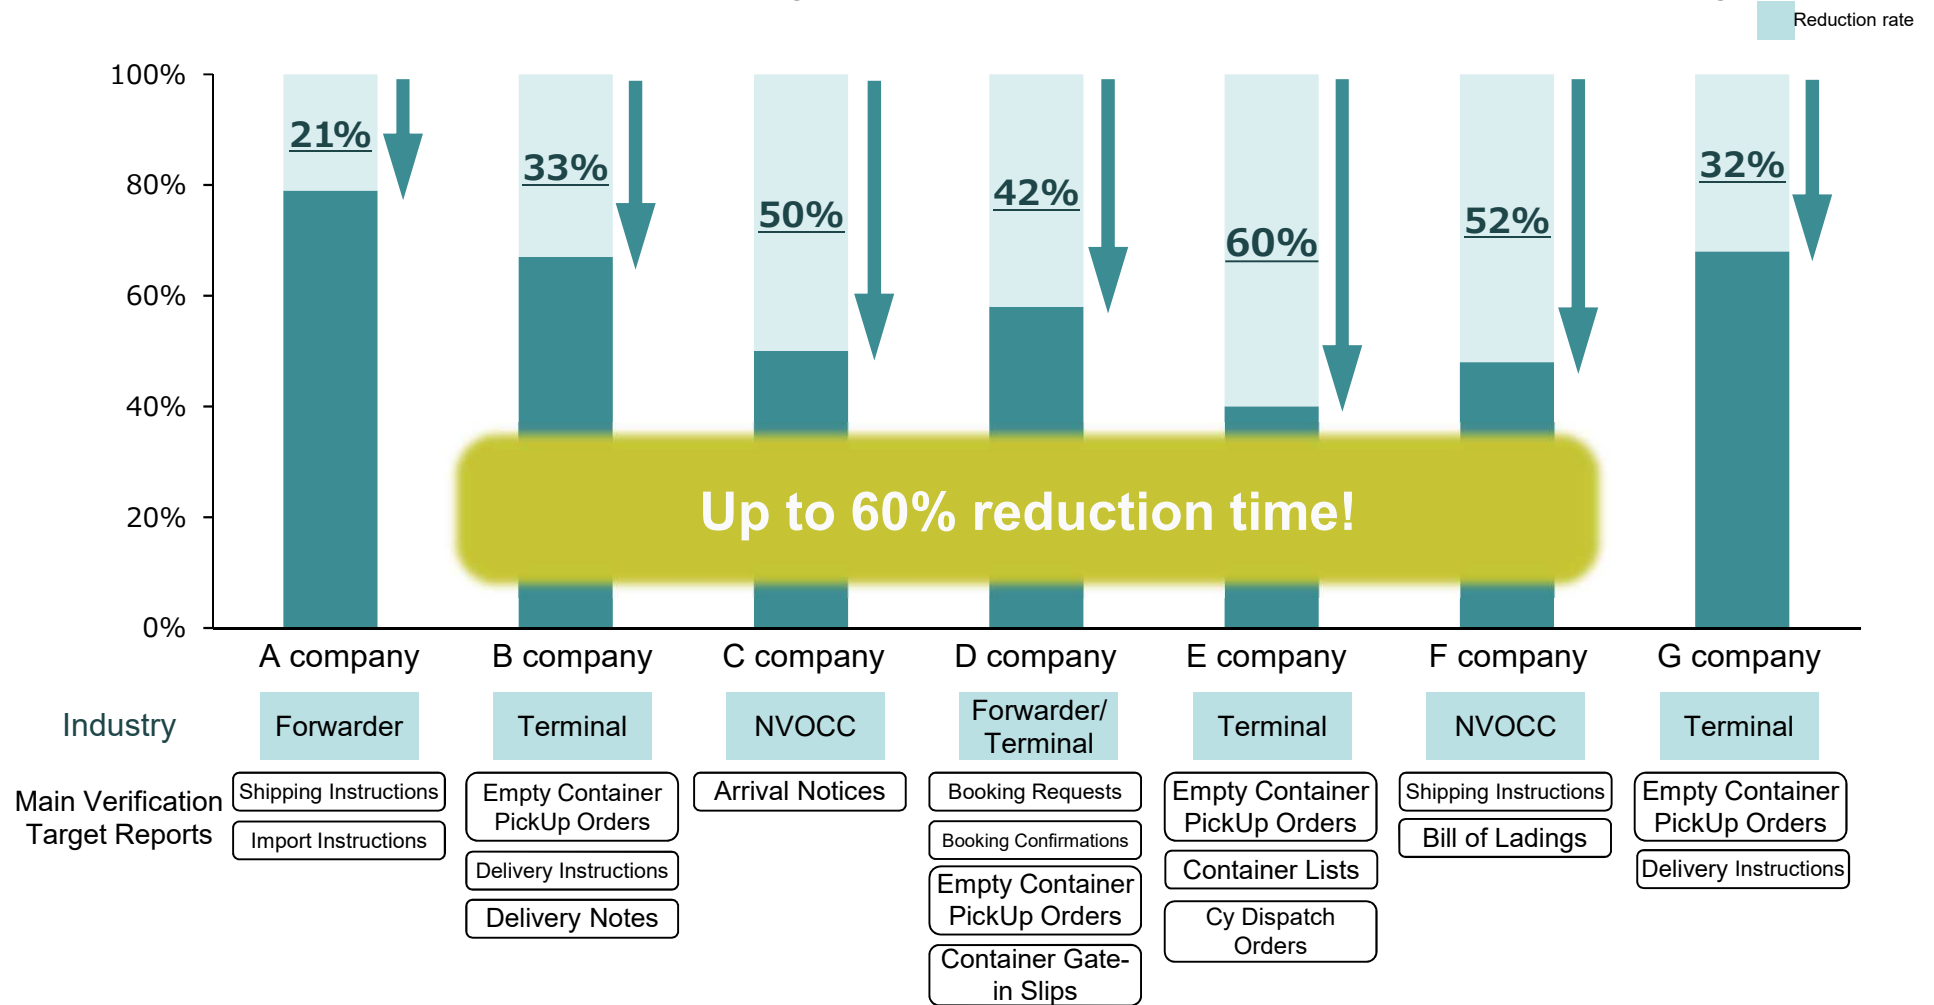 Reduction rate
100%
80%
60%
40%
20%
0%
21%
33%
50%
42%
60%
52%
32%
Up to 60% reduction time!
A company
B company
C company
D company
E company
F company
G company
Industry
Forwarder
Terminal
NVOCC
Forwarder/
Terminal
Terminal
NVOCC
Terminal
Main Verification
Target Reports
Shipping Instructions
Import Instructions
Empty Container
PickUp Orders
Delivery Instructions
Delivery Notes
Arrival Notices
Booking Requests
Booking Confirmations
Empty Container
PickUp Orders
Container Gate-
in Slips
Empty Container
PickUp Orders
Container Lists
Cy Dispatch
Orders
Shipping Instructions
Bill of Ladings
Empty Container
PickUp Orders
Delivery Instructions